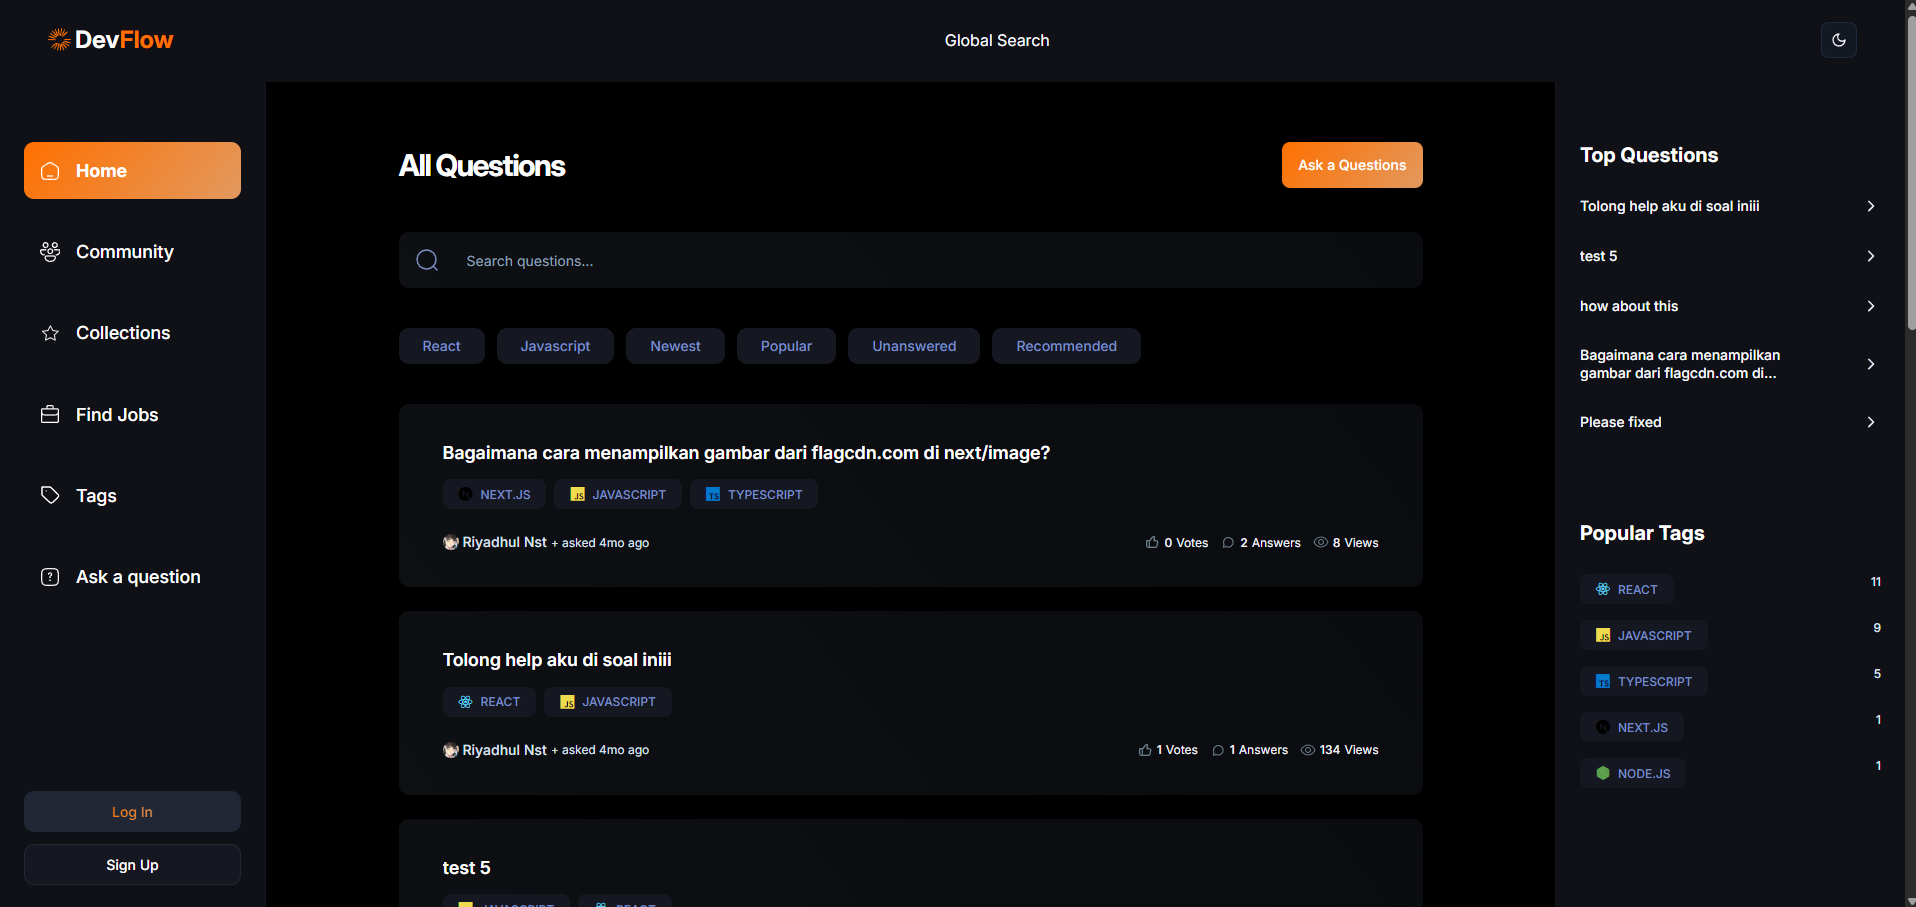 DevFlow
Global Search
Home
Community
Collections
Find Jobs
Tags
Ask a question
Log In
Sign Up
All Questions
Ask a Questions
Search questions...
React
Javascript
Newest
Popular
Unanswered
Recommended
Bagaimana cara menampilkan gambar dari flagcdn.com di next/image?
NEXT.JS
JAVASCRIPT
TYPESCRIPT
Riyadhul Nst • asked 4mo ago
0 Votes
2 Answers
8 Views
Tolong help aku di soal iniii
REACT
JAVASCRIPT
Riyadhul Nst • asked 4mo ago
1 Votes
1 Answers
134 Views
test 5
JAVASCRIPT
REACT
Top Questions
Tolong help aku di soal iniii
test 5
how about this
Bagaimana cara menampilkan
gambar dari flagcdn.com di...
Please fixed
Popular Tags
REACT 11
JAVASCRIPT 9
TYPESCRIPT 5
NEXT.JS 1
NODE.JS 1